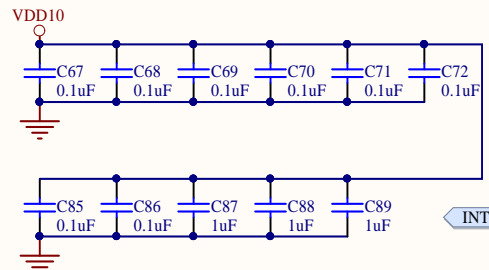 VDD10
C67 C68 C69 C70 C71 C72
0.1uF 0.1uF 0.1uF 0.1uF 0.1uF 0.1uF
C85 C86 C87 C88 C89
0.1uF 0.1uF 1uF 1uF 1uF
INT